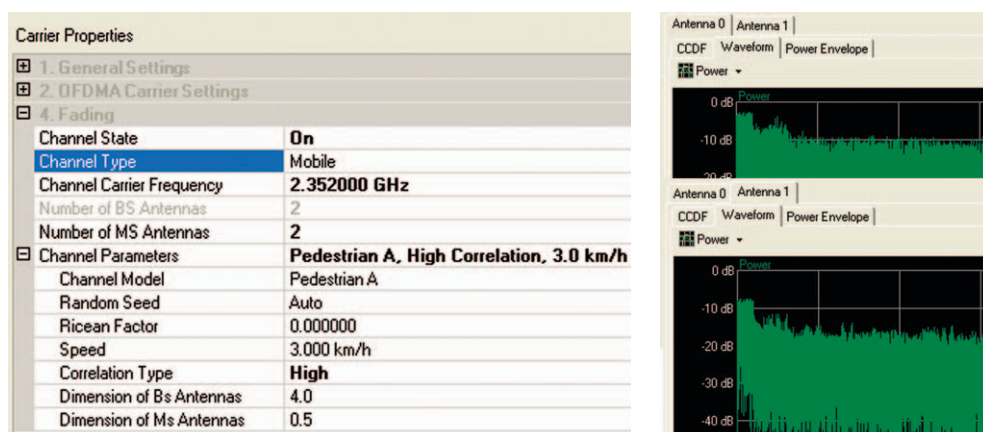 Carrier Properties
1. General Settings
2. OFDMA Carrier Settings
4. Fading
Channel State On
Channel Type Mobile
Channel Carrier Frequency 2.352000 GHz
Number of BS Antennas 2
Number of MS Antennas 2
Channel Parameters Pedestrian A, High Correlation, 3.0 km/h
Channel Model Pedestrian A
Random Seed Auto
Ricean Factor 0.000000
Speed 3.000 km/h
Correlation Type High
Dimension of Bs Antennas 4.0
Dimension of Ms Antennas 0.5
Antenna 0 Antenna 1
CCDF Waveform Power Envelope
Power
Power
0 dB
-10 dB
-20 dB
Antenna 0 Antenna 1
CCDF Waveform Power Envelope
Power
Power
0 dB
-10 dB
-20 dB
-30 dB
-40 dB